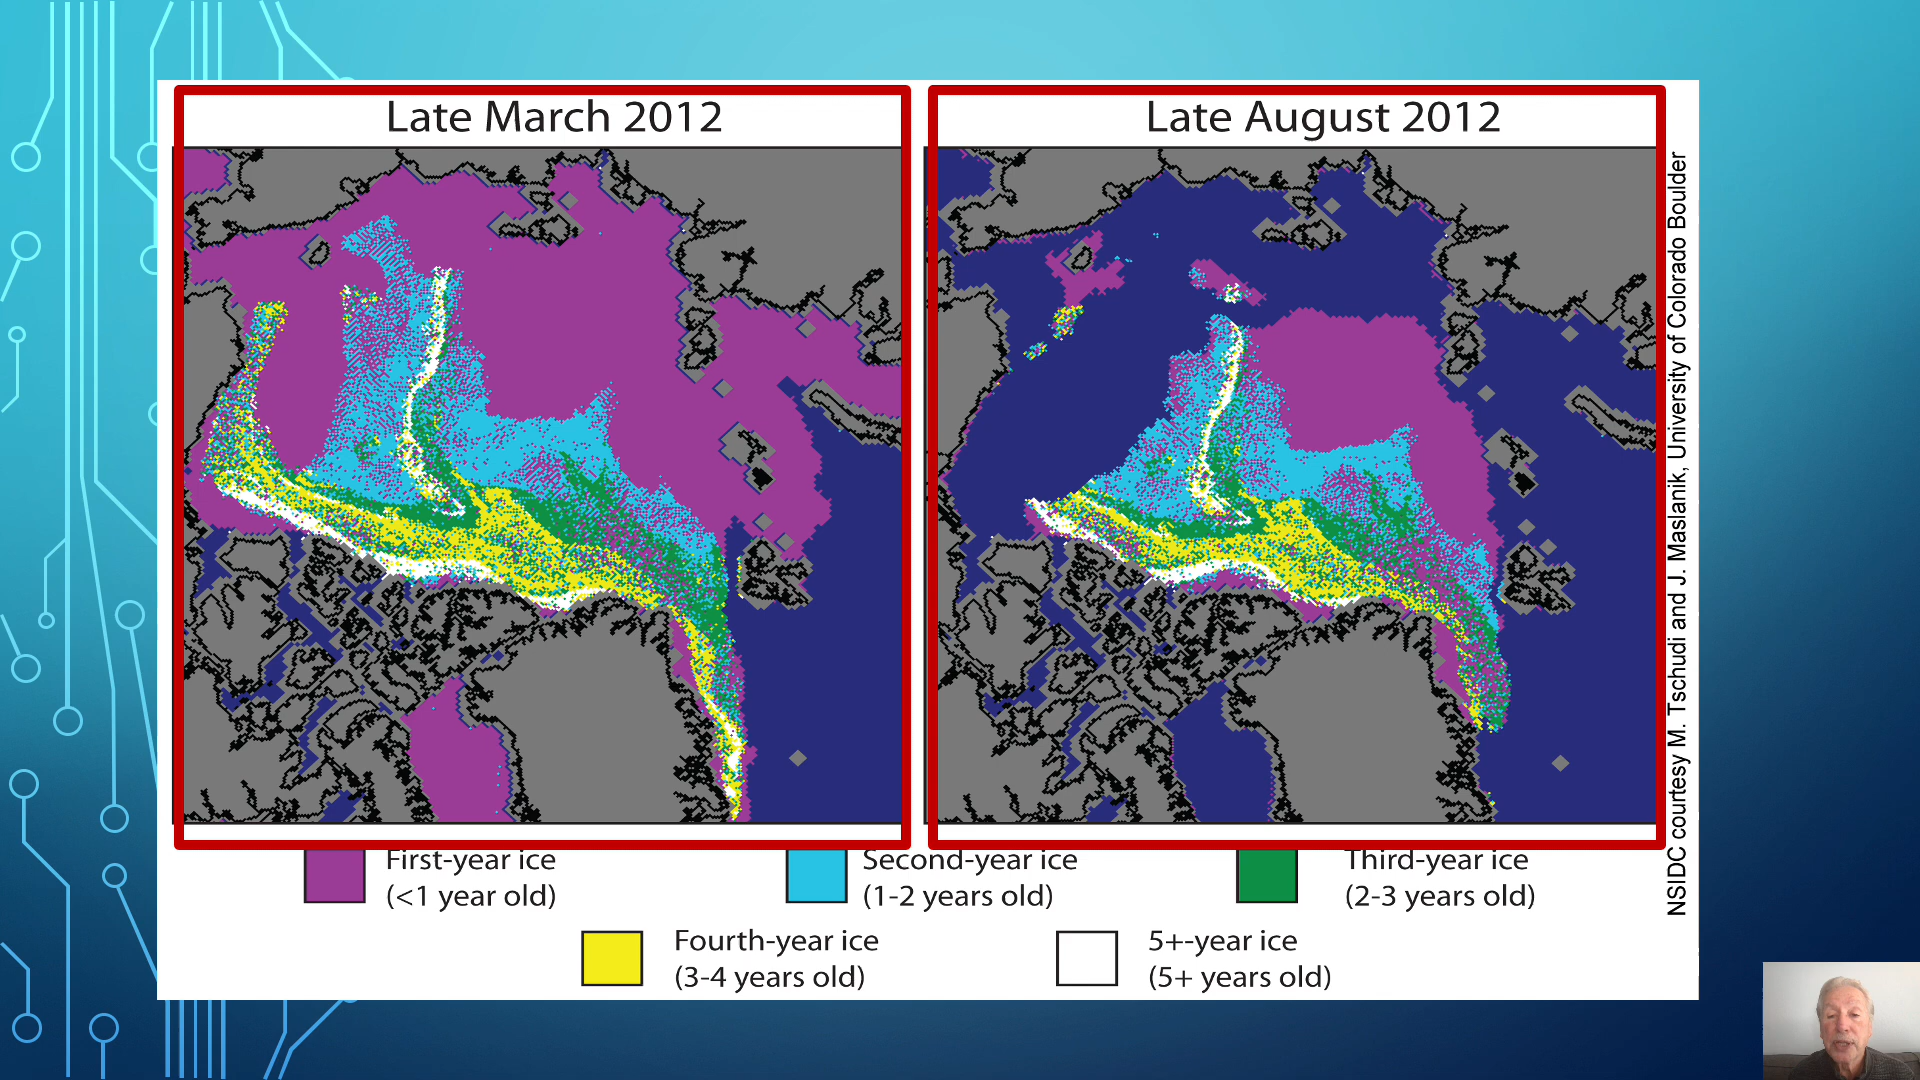 Late March 2012
Late August 2012
First-year ice
(<1 year old)
Second-year ice
(1-2 years old)
Third-year ice
(2-3 years old)
Fourth-year ice
(3-4 years old)
5+-year ice
(5+ years old)
NSIDC courtesy M. Tschudi and J. Maslanik, University of Colorado Boulder